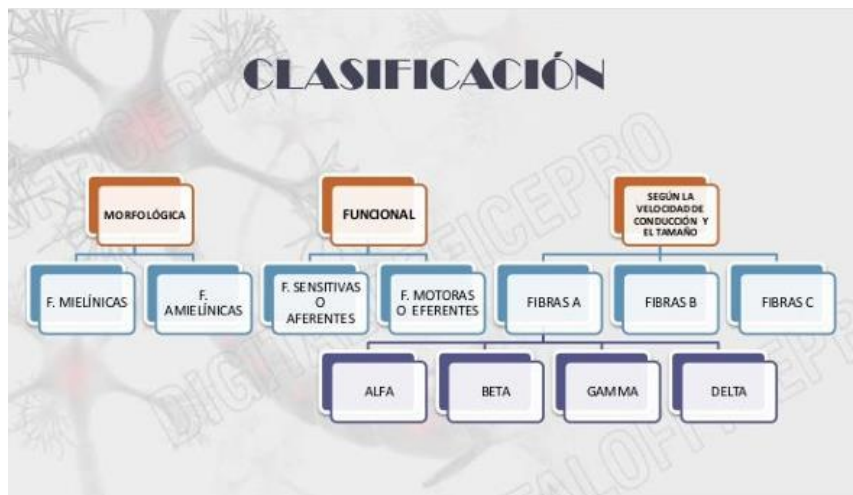 CLASIFICACIÓN
MORFOLÓGICA
FUNCIONAL
SEGÚN LA
VELOCIDAD DE
CONDUCCIÓN Y
EL TAMAÑO
F. MIELÍNICAS
F.
AMIELÍNICAS
F. SENSITIVAS
O
AFERENTES
F. MOTORAS
O EFERENTES
FIBRAS A
FIBRAS B
FIBRAS C
ALFA
BETA
GAMMA
DELTA